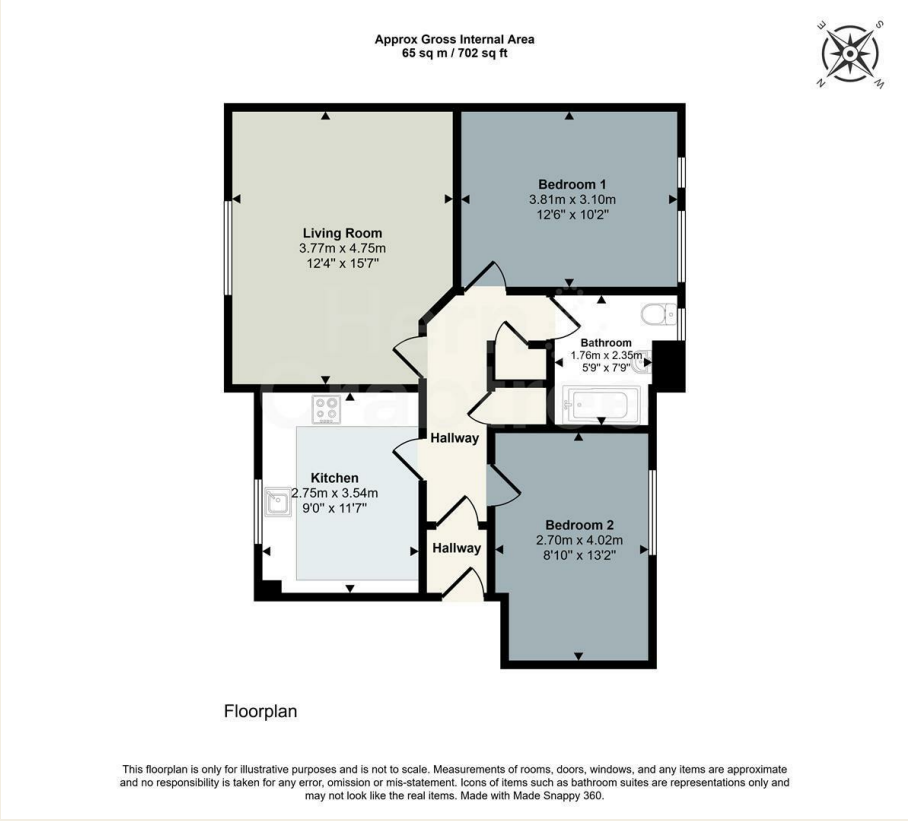 Approx Gross Internal Area
65 sq m / 702 sq ft
E
S
N
W
Living Room
3.77m x 4.75m
12'4" x 15'7"
Bedroom 1
3.81m x 3.10m
12'6" x 10'2"
Bathroom
1.76m x 2.35m
5'9" x 7'9"
Hallway
Kitchen
2.75m x 3.54m
9'0" x 11'7"
Hallway
Bedroom 2
2.70m x 4.02m
8'10" x 13'2"
Floorplan
This floorplan is only for illustrative purposes and is not to scale. Measurements of rooms, doors, windows, and any items are approximate
and no responsibility is taken for any error, omission or mis-statement. Icons of items such as bathroom suites are representations only and
may not look like the real items. Made with Made Snappy 360.